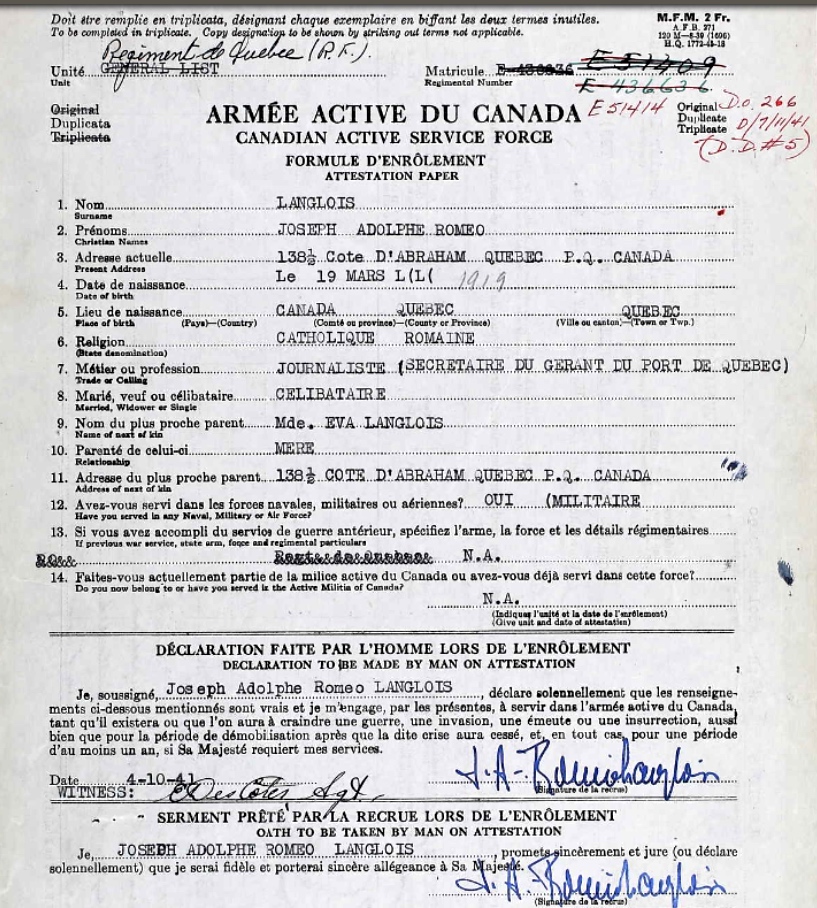 Doit être remplie en triplicata, désignant chaque exemplaire en biffant les deux termes inutiles.
To be completed in triplicate. Copy designation to be shown by striking out terms not applicable.
M.F.M. 2 Fr.
A.F.B. 271
120 M—8-39 (1696)
H.Q. 1772-45-18
Regiment de Quebec (R.F.).
Unité GENERAL LIST
Unit
Matricule E 51409
Regimental Number E 436636
E 51414
Original
Duplicata
Triplicata
ARMÉE ACTIVE DU CANADA
CANADIAN ACTIVE SERVICE FORCE
Original D.O. 266
Duplicate D/7/11/41
Triplicate (D.D. #5)
FORMULE D'ENRÔLEMENT
ATTESTATION PAPER
1. Nom LANGLOIS
Surname
2. Prénoms JOSEPH ADOLPHE ROMEO
Christian Names
3. Adresse actuelle 138½ Cote D'ABRAHAM QUEBEC P.Q. CANADA
Present Address
4. Date de naissance Le 19 MARS L(L( 1919
Date of birth
5. Lieu de naissance CANADA QUEBEC QUEBEC
Place of birth (Pays)—(Country) (Comté ou province)—(County or Province) (Ville ou canton)—(Town or Twp.)
6. Religion CATHOLIQUE ROMAINE
(State denomination)
7. Métier ou profession JOURNALISTE (SECRETAIRE DU GERANT DU PORT DE QUEBEC)
Trade or Calling
8. Marié, veuf ou célibataire CELIBATAIRE
Married, Widower or Single
9. Nom du plus proche parent Mde. EVA LANGLOIS
Name of next of kin
10. Parenté de celui-ci MERE
Relationship
11. Adresse du plus proche parent 138½ COTE D'ABRAHAM QUEBEC P.Q. CANADA
Address of next of kin
12. Avez-vous servi dans les forces navales, militaires ou aériennes? OUI (MILITAIRE
Have you served in any Naval, Military or Air Force?
13. Si vous avez accompli du service de guerre antérieur, spécifiez l'arme, la force et les détails régimentaires
If previous war service, state arm, force and regimental particulars
N.A.
14. Faites-vous actuellement partie de la milice active du Canada ou avez-vous déjà servi dans cette force?
Do you now belong to or have you served in the Active Militia of Canada?
N.A.
(Indiquez l'unité et la date de l'enrôlement)
(Give unit and date of attestation)
DÉCLARATION FAITE PAR L'HOMME LORS DE L'ENRÔLEMENT
DECLARATION TO BE MADE BY MAN ON ATTESTATION
Je, soussigné, Joseph Adolphe Romeo LANGLOIS, déclare solennellement que les renseigne-
ments ci-dessous mentionnés sont vrais et je m'engage, par les présentes, à servir dans l'armée active du Canada,
tant qu'il existera ou que l'on aura à craindre une guerre, une invasion, une émeute ou une insurrection, aussi
bien que pour la période de démobilisation après que la dite crise aura cessé, et, en tout cas, pour une période
d'au moins un an, si Sa Majesté requiert mes services.
Date 4-10-41
J.A-Romeo Langlois
WITNESS: Sgt.
(Signature de la recrue)
SERMENT PRÊTÉ PAR LA RECRUE LORS DE L'ENRÔLEMENT
OATH TO BE TAKEN BY MAN ON ATTESTATION
Je, JOSEPH ADOLPHE ROMEO LANGLOIS, promets sincèrement et jure (ou déclare
solennellement) que je serai fidèle et porterai sincère allégeance à Sa Majesté.
J.A-Romeo Langlois
(Signature de la recrue)